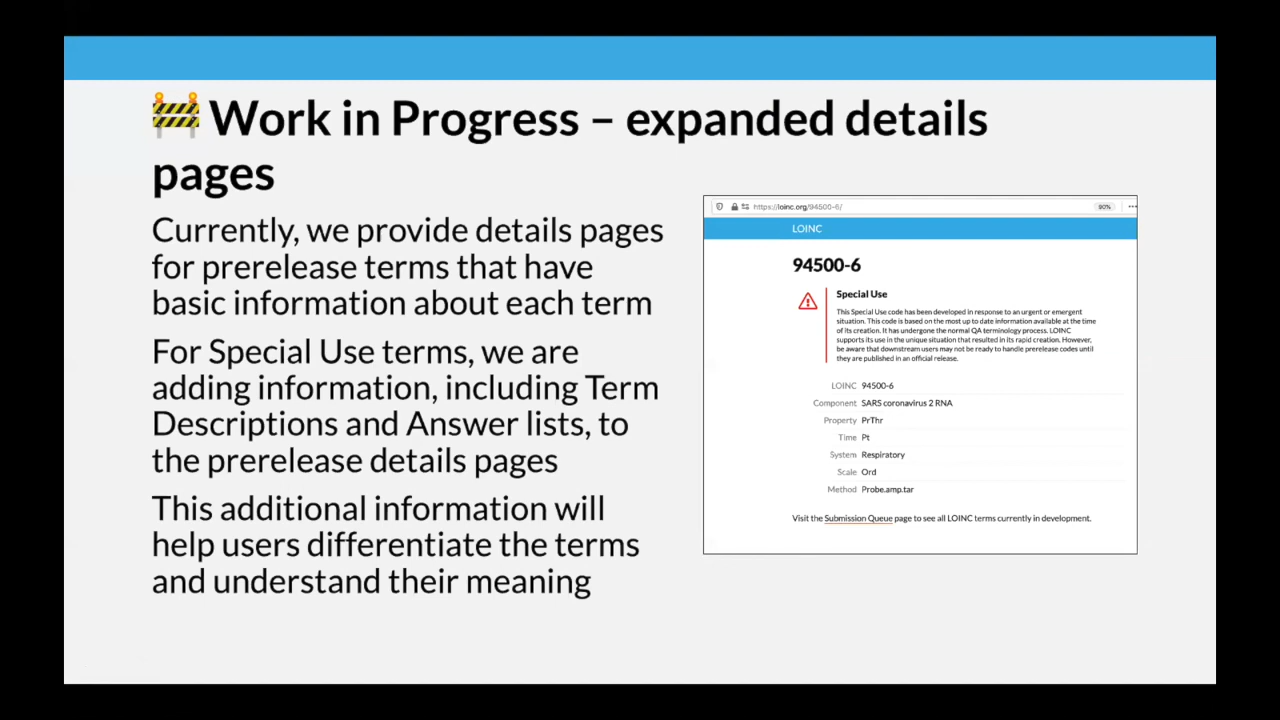 🚧 Work in Progress – expanded details
pages
Currently, we provide details pages
for prerelease terms that have
basic information about each term
For Special Use terms, we are
adding information, including Term
Descriptions and Answer lists, to
the prerelease details pages
This additional information will
help users differentiate the terms
and understand their meaning
https://loinc.org/94500-6/ 90%
LOINC
94500-6
Special Use
This Special Use code has been developed in response to an urgent or emergent
situation. This code is based on the most up to date information available at the time
of its creation. It has undergone the normal QA terminology process. LOINC
supports its use in the unique situation that resulted in its rapid creation. However,
be aware that downstream users may not be ready to handle prerelease codes until
they are published in an official release.
LOINC 94500-6
Component SARS coronavirus 2 RNA
Property PrThr
Time Pt
System Respiratory
Scale Ord
Method Probe.amp.tar
Visit the Submission Queue page to see all LOINC terms currently in development.